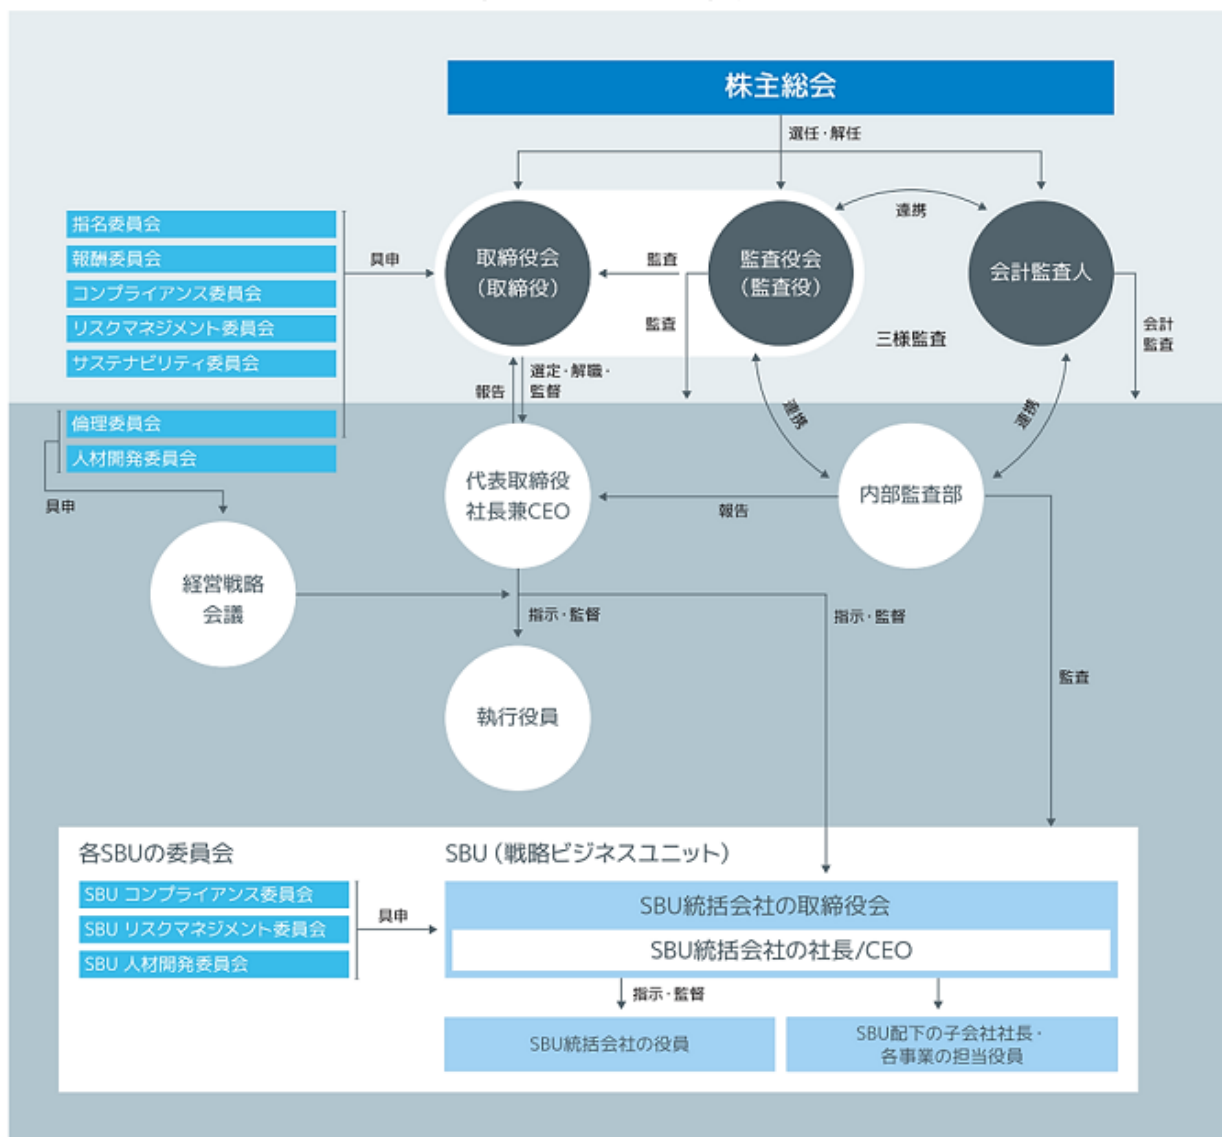 株主総会
選任・解任
指名委員会
報酬委員会
コンプライアンス委員会
リスクマネジメント委員会
サステナビリティ委員会
具申
取締役会
（取締役）
監査
監査役会
（監査役）
監査
連携
会計監査人
三様監査
会計
監査
報告
選定・解職・
監督
連携
連携
倫理委員会
人材開発委員会
具申
代表取締役
社長兼CEO
報告
内部監査部
経営戦略
会議
指示・監督
指示・監督
監査
執行役員
各SBUの委員会
SBU コンプライアンス委員会
SBU リスクマネジメント委員会
SBU 人材開発委員会
具申
SBU（戦略ビジネスユニット）
SBU統括会社の取締役会
SBU統括会社の社長/CEO
指示・監督
SBU統括会社の役員
SBU配下の子会社社長・
各事業の担当役員